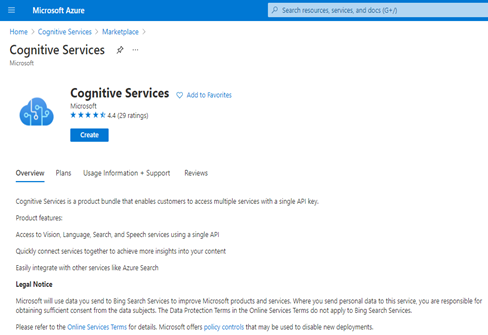 Microsoft Azure
Search resources, services, and docs (G+/)
Home > Cognitive Services > Marketplace >
Cognitive Services
Microsoft
Cognitive Services
Add to Favorites
Microsoft
4.4 (29 ratings)
Create
Overview Plans Usage Information + Support Reviews
Cognitive Services is a product bundle that enables customers to access multiple services with a single API key.
Product features:
Access to Vision, Language, Search, and Speech services using a single API
Quickly connect services together to achieve more insights into your content
Easily integrate with other services like Azure Search
Legal Notice
Microsoft will use data you send to Bing Search Services to improve Microsoft products and services. Where you send personal data to this service, you are responsible for
obtaining sufficient consent from the data subjects. The Data Protection Terms in the Online Services Terms do not apply to Bing Search Services.
Please refer to the Online Services Terms for details. Microsoft offers policy controls that may be used to disable new deployments.